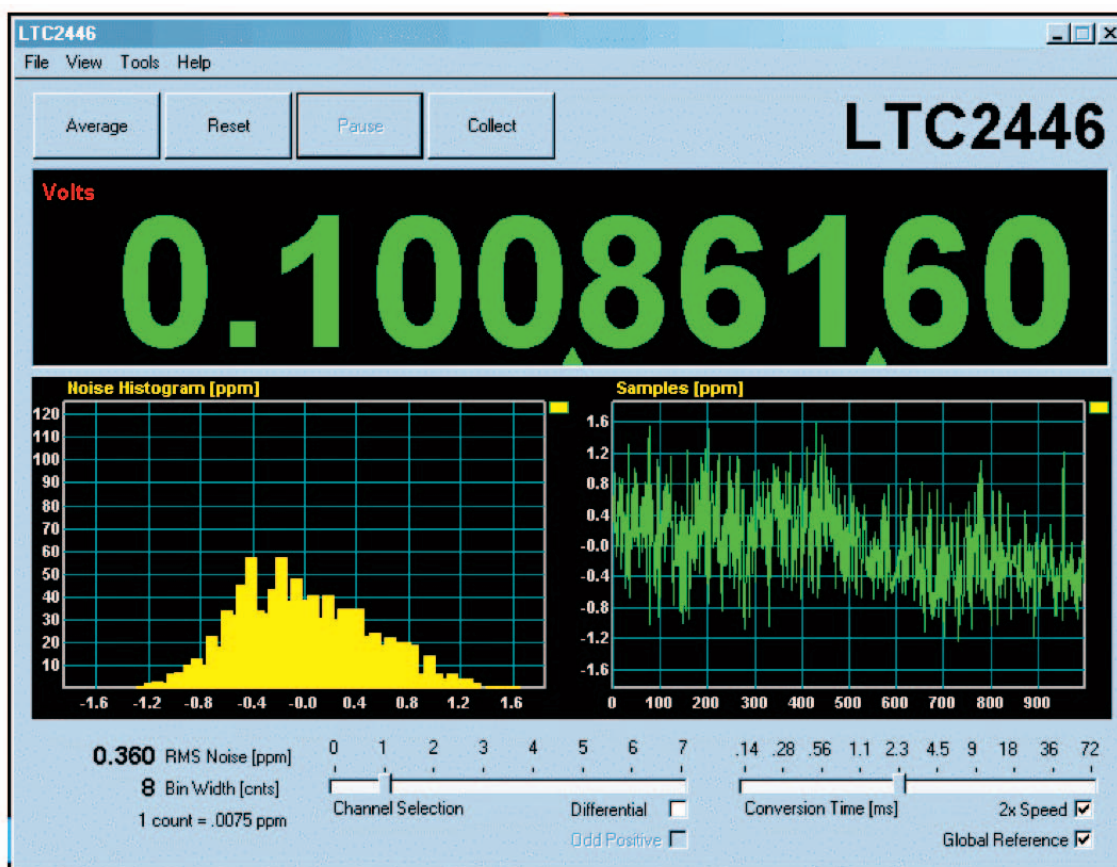 LTC2446
File View Tools Help
Average Reset Pause Collect
LTC2446
Volts
0.10086160
Noise Histogram [ppm]
120
110
100
90
80
70
60
50
40
30
20
10
-1.6 -1.2 -0.8 -0.4 -0.0 0.4 0.8 1.2 1.6
Samples [ppm]
1.6
1.2
0.8
0.4
-0.0
-0.4
-0.8
-1.2
-1.6
0 100 200 300 400 500 600 700 800 900
0.360 RMS Noise [ppm]
8 Bin Width [cnts]
1 count = .0075 ppm
0 1 2 3 4 5 6 7
Channel Selection
Differential
Odd Positive
.14 .28 .56 1.1 2.3 4.5 9 18 36 72
Conversion Time [ms]
2x Speed
Global Reference